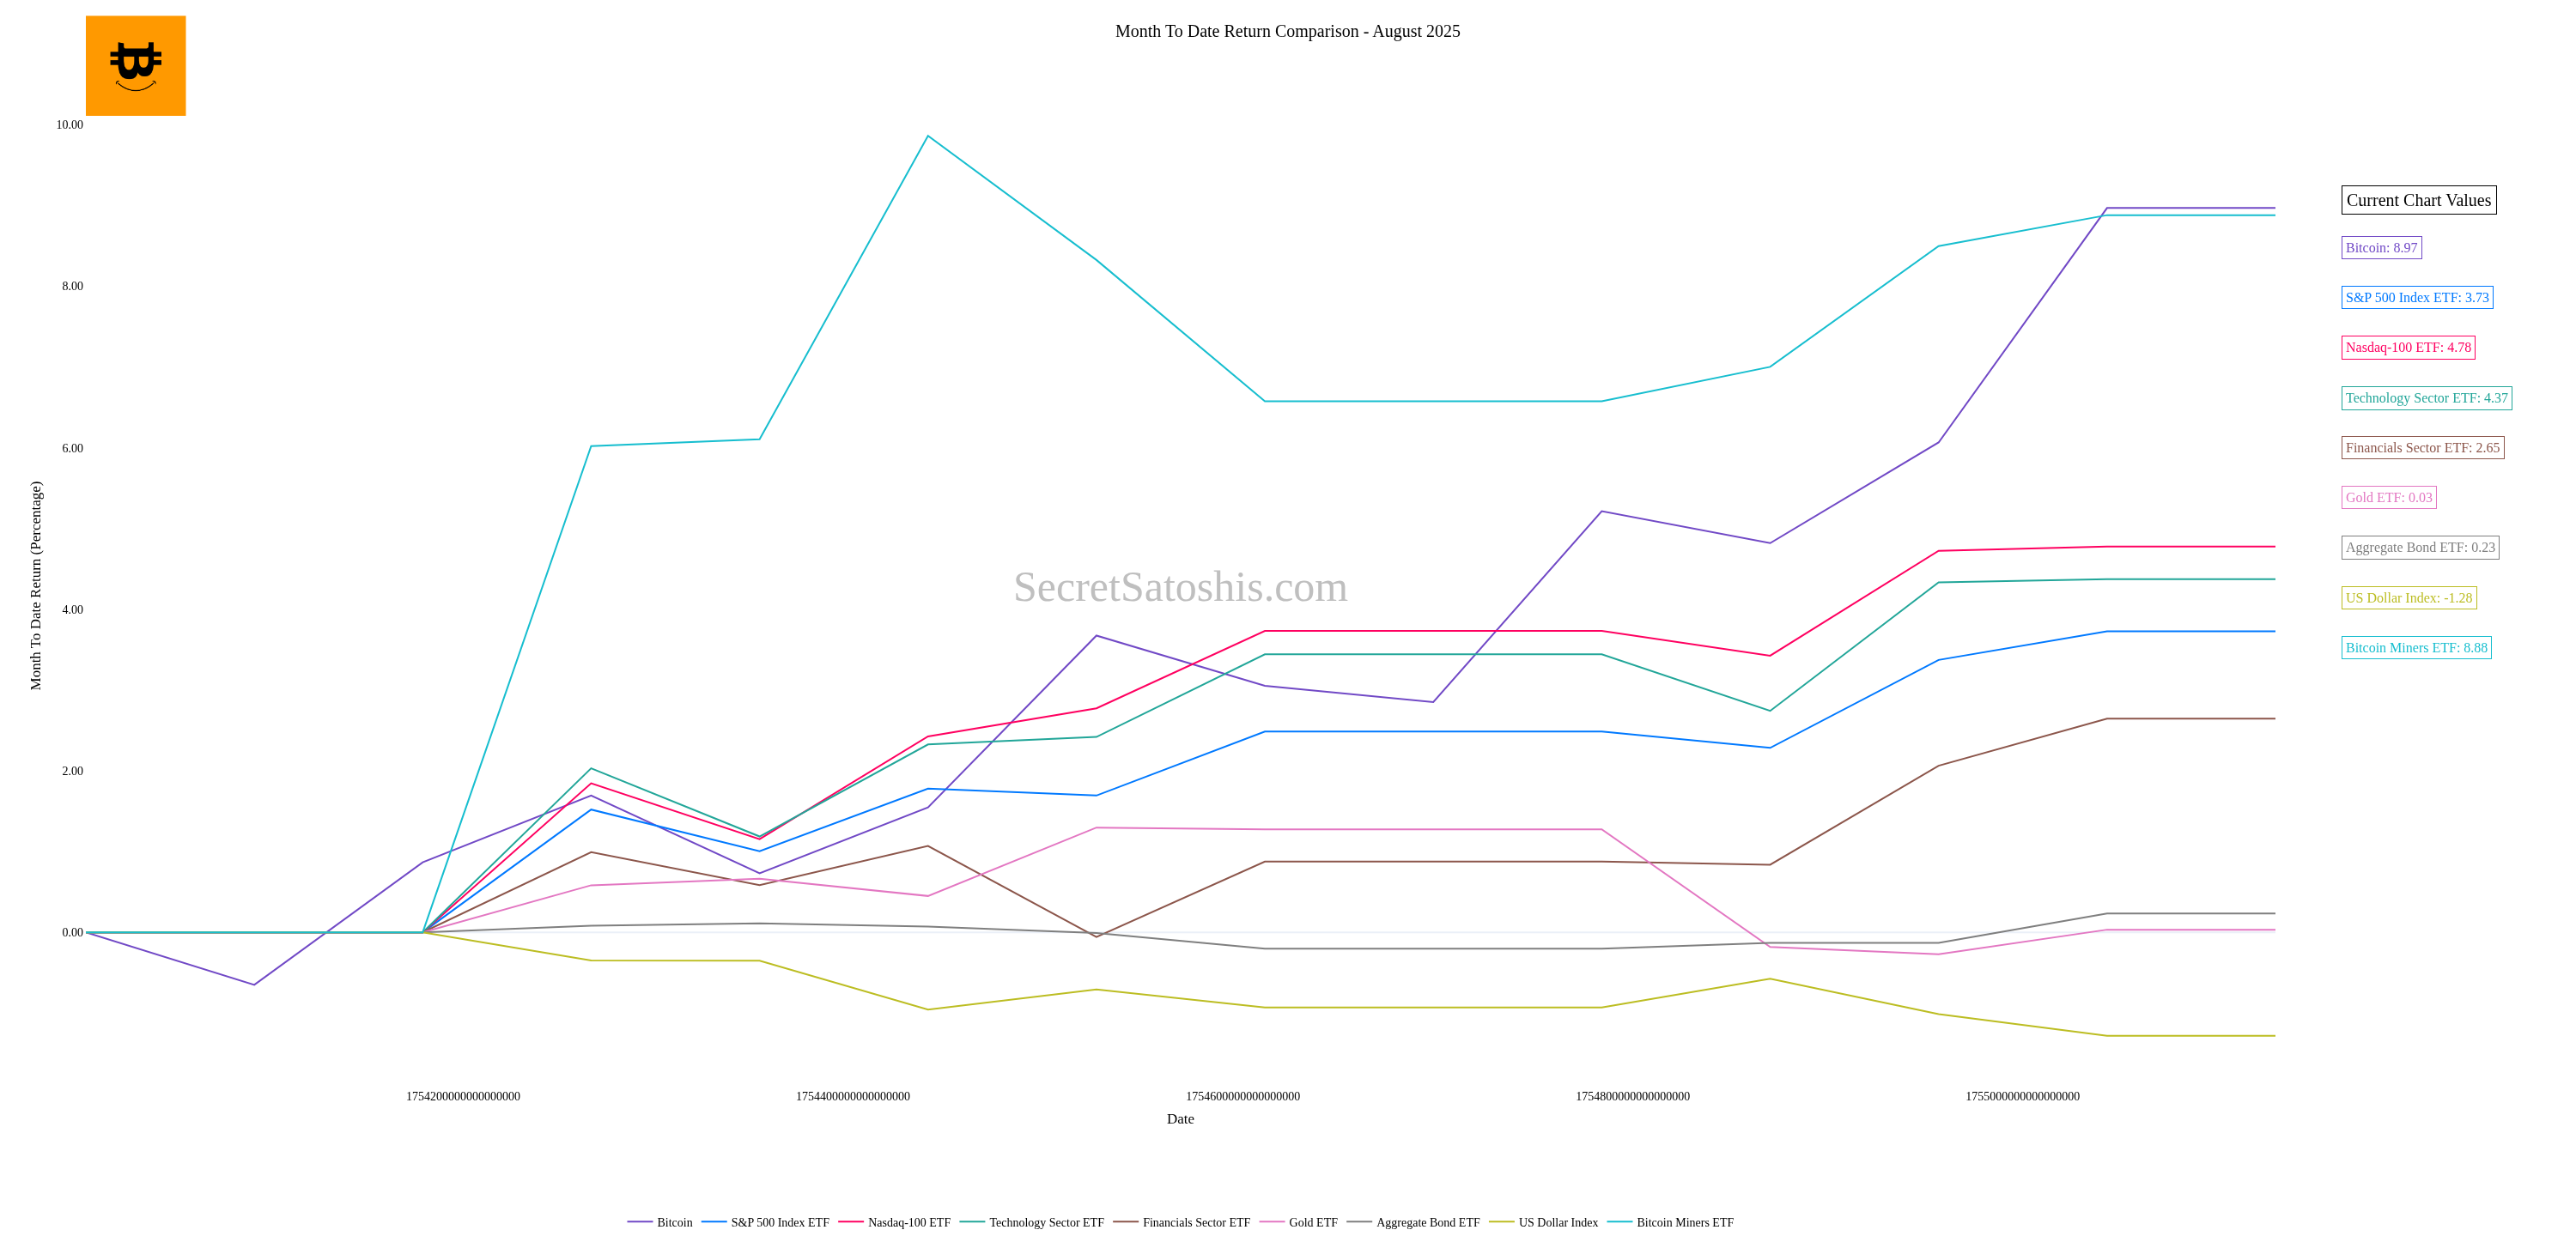 Month To Date Return Comparison - August 2025
10.00
8.00
6.00
4.00
2.00
0.00
Month To Date Return (Percentage)
SecretSatoshis.com
Current Chart Values
Bitcoin: 8.97
S&P 500 Index ETF: 3.73
Nasdaq-100 ETF: 4.78
Technology Sector ETF: 4.37
Financials Sector ETF: 2.65
Gold ETF: 0.03
Aggregate Bond ETF: 0.23
US Dollar Index: -1.28
Bitcoin Miners ETF: 8.88
1754200000000000000 1754400000000000000 1754600000000000000 1754800000000000000 1755000000000000000
Date
Bitcoin S&P 500 Index ETF Nasdaq-100 ETF Technology Sector ETF Financials Sector ETF Gold ETF Aggregate Bond ETF US Dollar Index Bitcoin Miners ETF